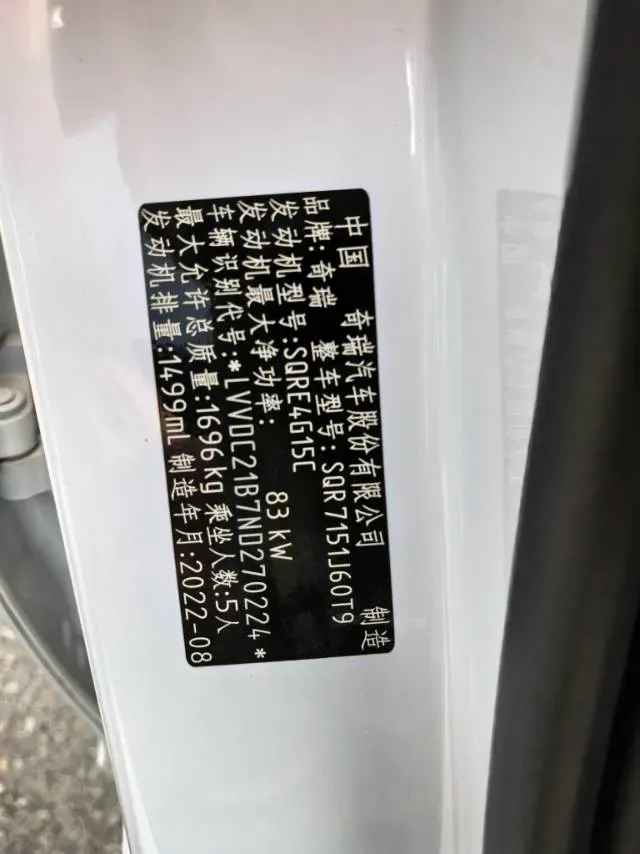 中国 奇瑞汽车股份有限公司 制造
品牌:奇瑞 整车型号:SQR7151J60T9
发动机型号:SQRE4G15C
发动机最大净功率: 83 kW
车辆识别代号:*LVVDC21B7ND270224*
最大允许总质量:1696kg 乘坐人数:5人
发动机排量:1499mL 制造年月:2022-08